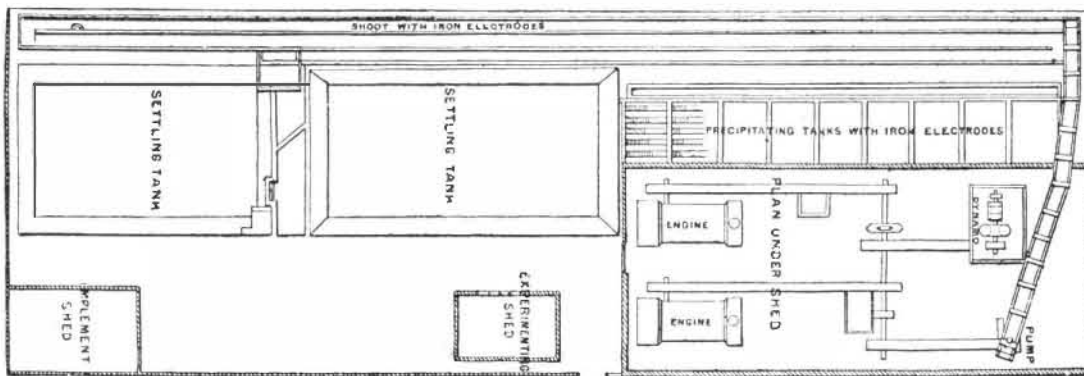 SHOOT WITH IRON ELECTRODES
SETTLING TANK
SETTLING TANK
PRECIPITATING TANKS WITH IRON ELECTRODES
ENGINE
PLAN UNDER SHED
DYNAMO
ENGINE
PUMP
IMPLEMENT
SHED
EXPERIMENTING
SHED